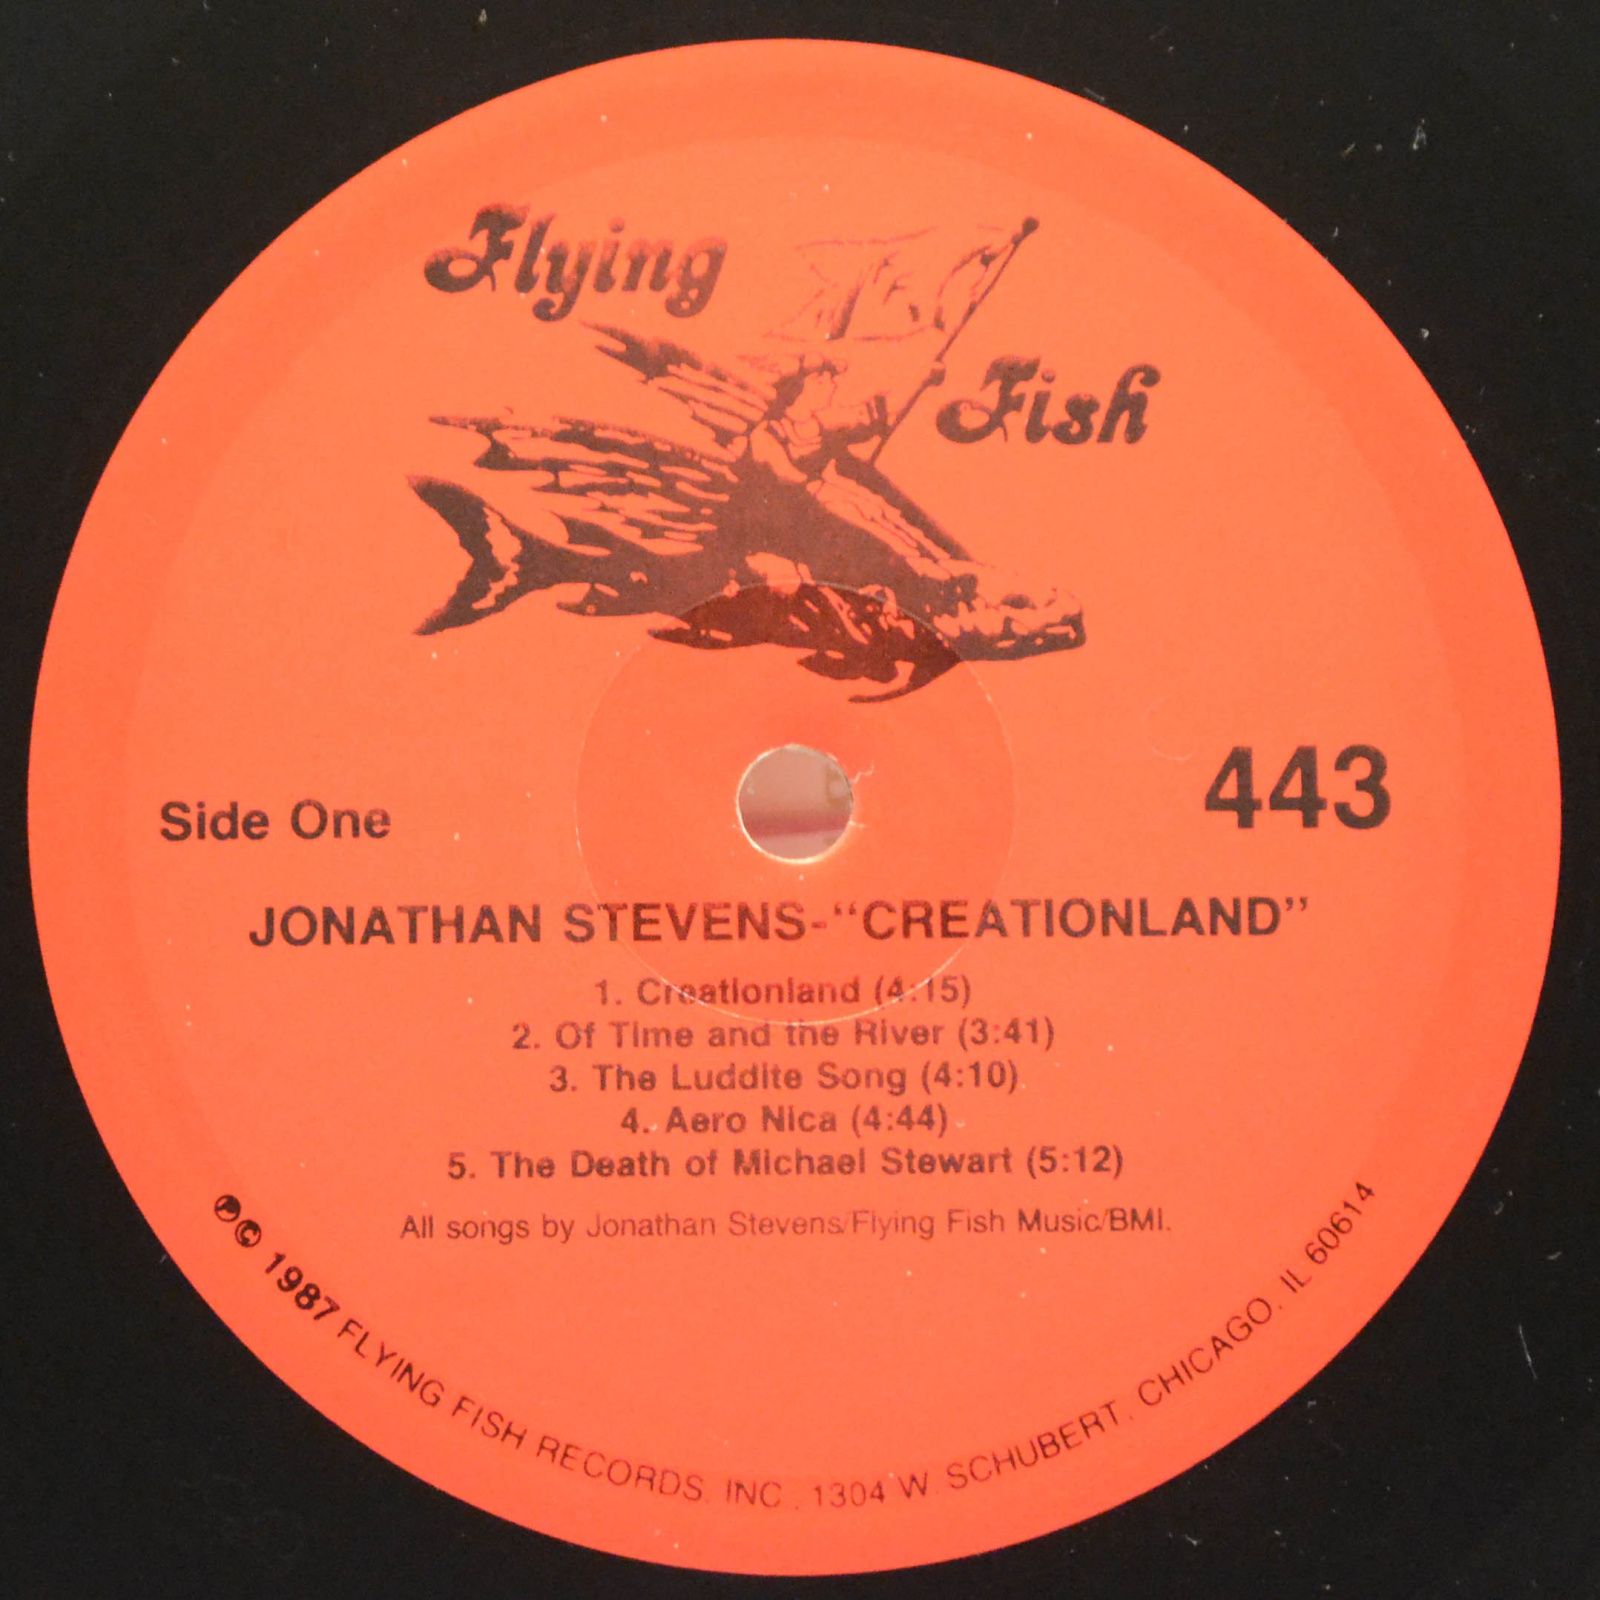 Flying
Fish
Side One
443
JONATHAN STEVENS-“CREATIONLAND”
1. Creationland (4:15)
2. Of Time and the River (3:41)
3. The Luddite Song (4:10)
4. Aero Nica (4:44)
5. The Death of Michael Stewart (5:12)
All songs by Jonathan Stevens/Flying Fish Music/BMI.
℗© 1987 FLYING FISH RECORDS, INC., 1304 W. SCHUBERT, CHICAGO, IL 60614